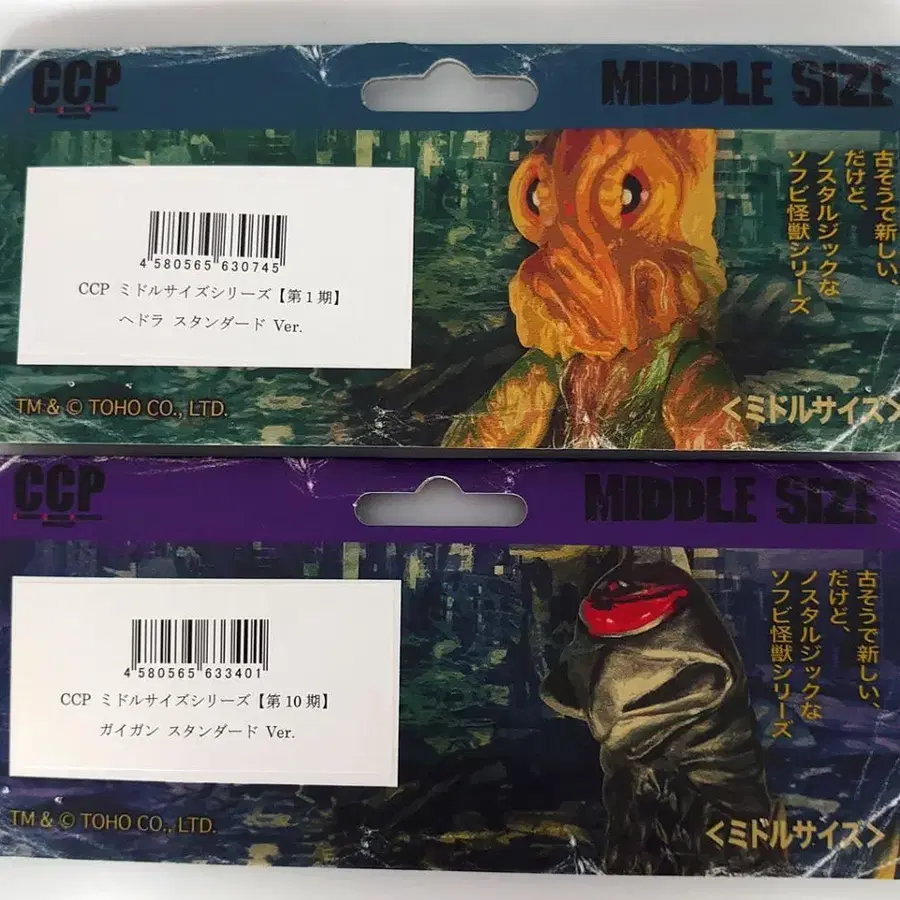 CCP
MIDDLE SIZE
4 580565 630745
CCP ミドルサイズシリーズ【第1期】
ヘドラ スタンダード Ver.
古そうで新しい、
だけど、
ノスタルジックな
ソフビ怪獣シリーズ
TM & © TOHO CO., LTD.
<ミドルサイズ>
CCP
MIDDLE SIZE
4 580565 633401
CCP ミドルサイズシリーズ【第10期】
ガイガン スタンダード Ver.
古そうで新しい、
だけど、
ノスタルジックな
ソフビ怪獣シリーズ
TM & © TOHO CO., LTD.
<ミドルサイズ>